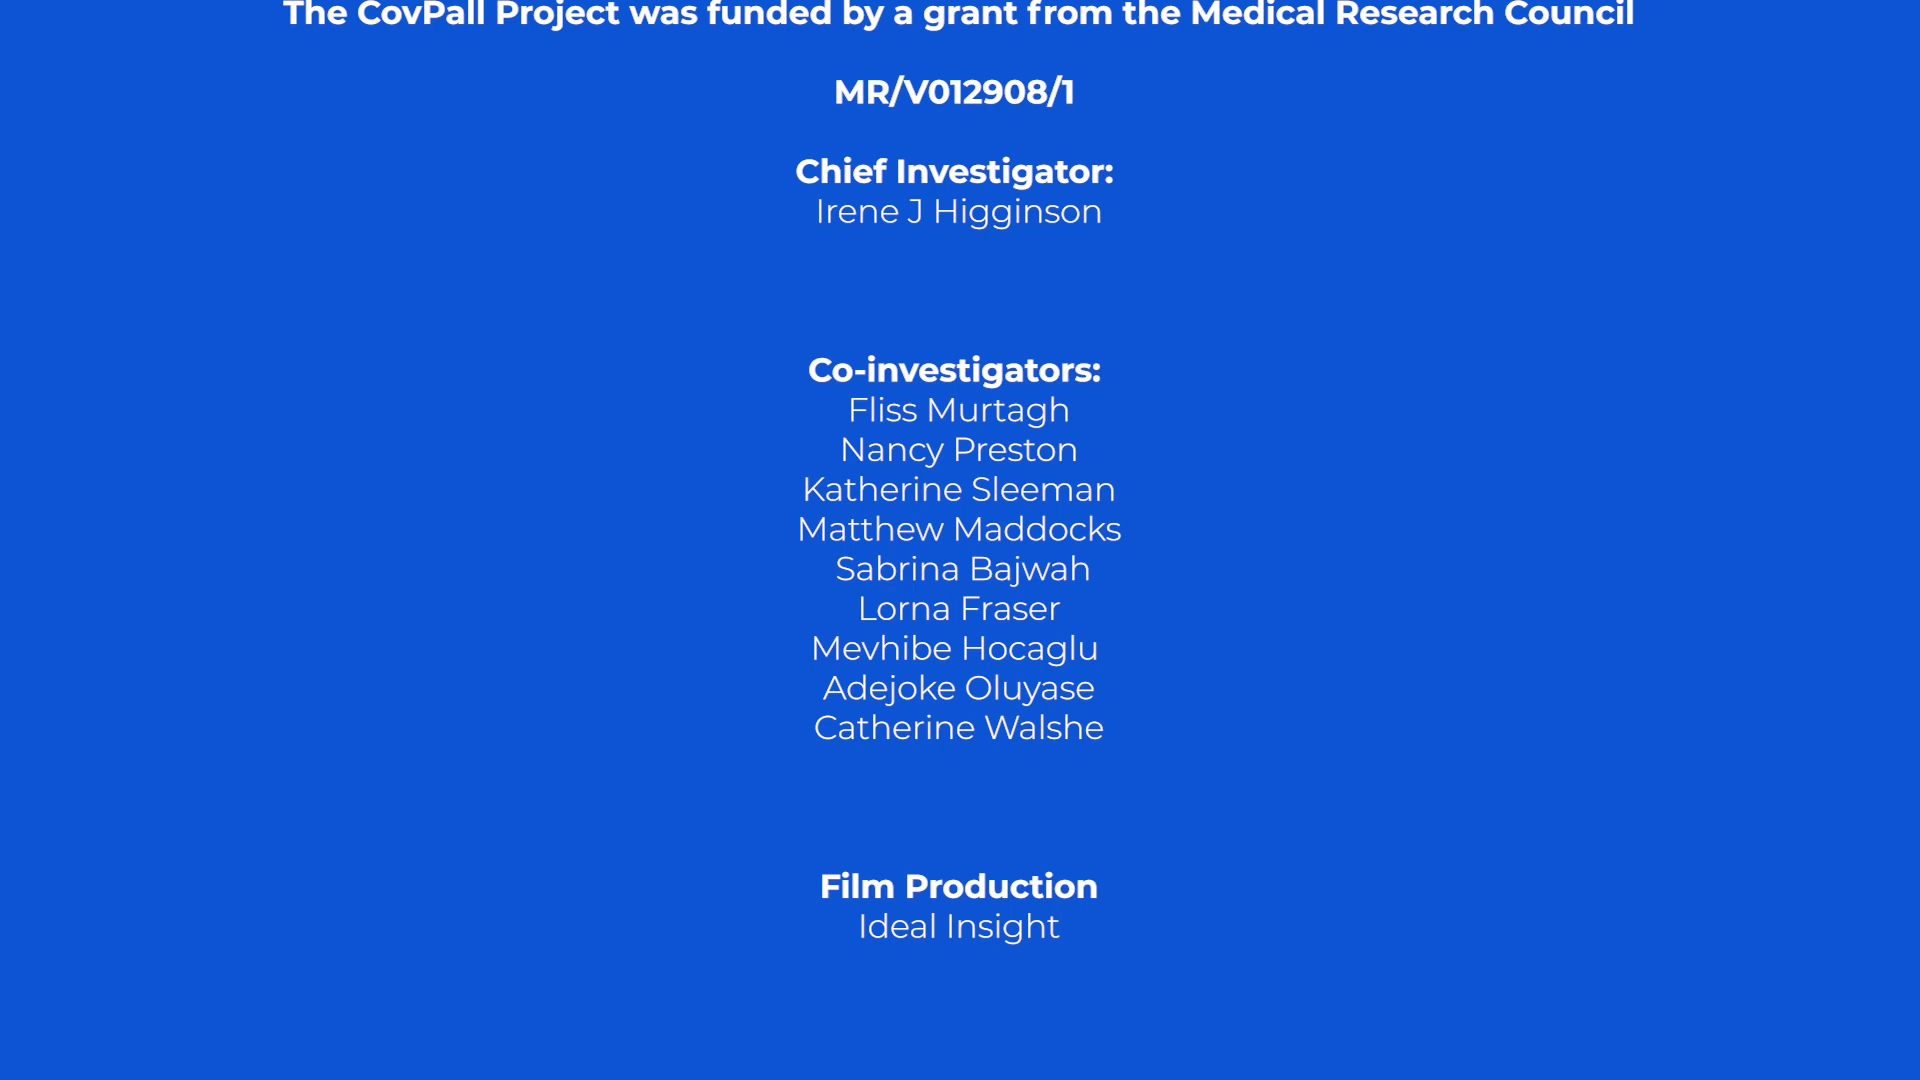 The CovPall Project was funded by a grant from the Medical Research Council
MR/V012908/1
Chief Investigator:
Irene J Higginson
Co-investigators:
Fliss Murtagh
Nancy Preston
Katherine Sleeman
Matthew Maddocks
Sabrina Bajwah
Lorna Fraser
Mevhibe Hocaglu
Adejoke Oluyase
Catherine Walshe
Film Production
Ideal Insight